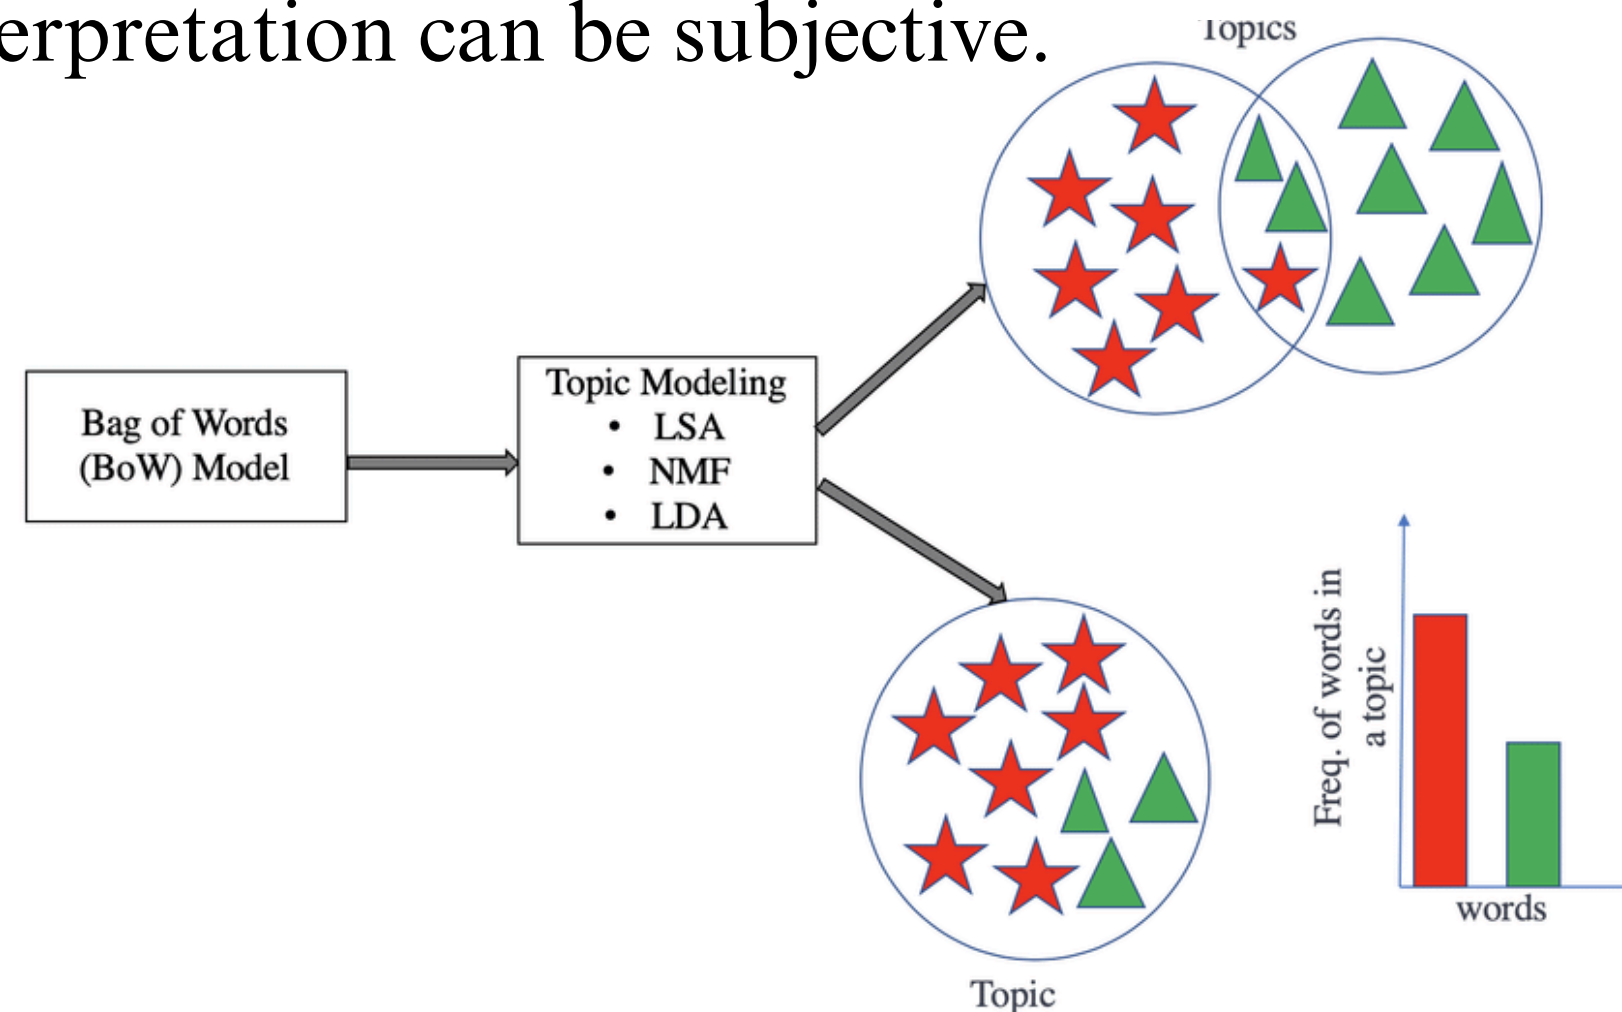 erpretation can be subjective.
Topics
Bag of Words
(BoW) Model
Topic Modeling
• LSA
• NMF
• LDA
Freq. of words in
a topic
words
Topic